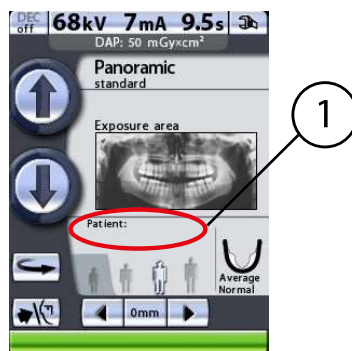 DEC off 68kV 7mA 9.5s
DAP: 50 mGy×cm²
Panoramic
standard
Exposure area
1
Patient:
Average
Normal
0mm